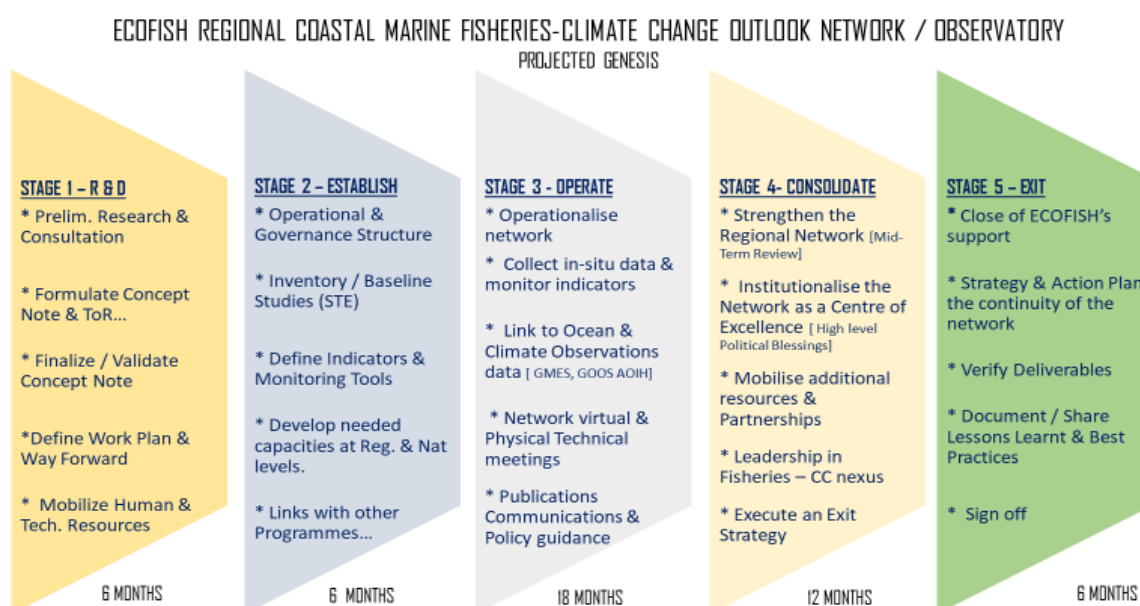 ECOFISH REGIONAL COASTAL MARINE FISHERIES-CLIMATE CHANGE OUTLOOK NETWORK / OBSERVATORY
PROJECTED GENESIS
STAGE 1 – R & D
* Prelim. Research &
Consultation
* Formulate Concept
Note & ToR...
* Finalize / Validate
Concept Note
*Define Work Plan &
Way Forward
* Mobilize Human &
Tech. Resources
6 MONTHS
STAGE 2 – ESTABLISH
* Operational &
Governance Structure
* Inventory / Baseline
Studies (STE)
* Define Indicators &
Monitoring Tools
* Develop needed
capacities at Reg. & Nat
levels.
* Links with other
Programmes...
6 MONTHS
STAGE 3 - OPERATE
* Operationalise
network
* Collect in-situ data &
monitor indicators
* Link to Ocean &
Climate Observations
data [ GMES, GOOS AOIH]
* Network virtual &
Physical Technical
meetings
* Publications
Communications &
Policy guidance
18 MONTHS
STAGE 4- CONSOLIDATE
* Strengthen the
Regional Network [Mid-
Term Review]
* Institutionalise the
Network as a Centre of
Excellence [ High level
Political Blessings]
* Mobilise additional
resources &
Partnerships
* Leadership in
Fisheries – CC nexus
* Execute an Exit
Strategy
12 MONTHS
STAGE 5 – EXIT
* Close of ECOFISH's
support
* Strategy & Action Plan
the continuity of the
network
* Verify Deliverables
* Document / Share
Lessons Learnt & Best
Practices
* Sign off
6 MONTHS